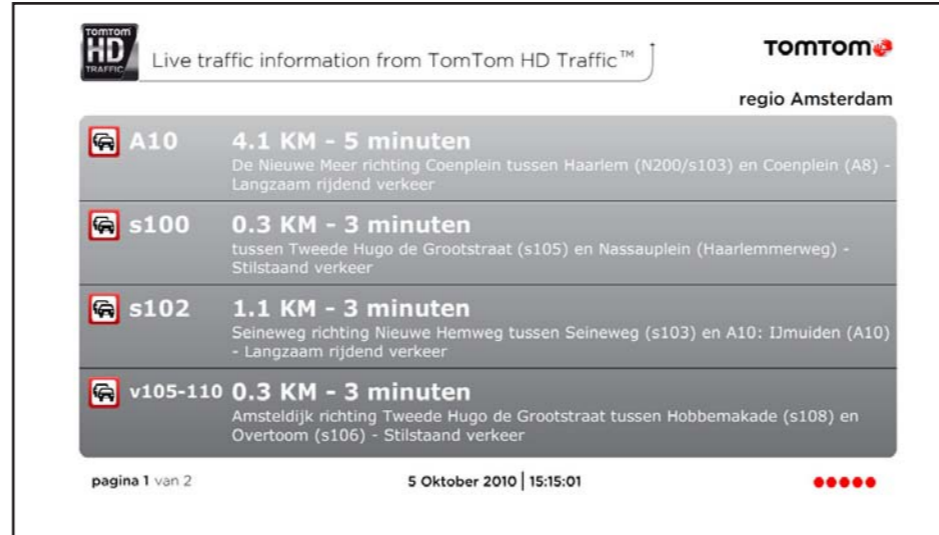 TOMTOM
HD
TRAFFIC
Live traffic information from TomTom HD Traffic™
TOMTOM
regio Amsterdam
A10 4.1 KM - 5 minuten
De Nieuwe Meer richting Coenplein tussen Haarlem (N200/s103) en Coenplein (A8) -
Langzaam rijdend verkeer
s100 0.3 KM - 3 minuten
tussen Tweede Hugo de Grootstraat (s105) en Nassauplein (Haarlemmerweg) -
Stilstaand verkeer
s102 1.1 KM - 3 minuten
Seineweg richting Nieuwe Hemweg tussen Seineweg (s103) en A10: IJmuiden (A10)
- Langzaam rijdend verkeer
v105-110 0.3 KM - 3 minuten
Amsteldijk richting Tweede Hugo de Grootstraat tussen Hobbemakade (s108) en
Overtoom (s106) - Stilstaand verkeer
pagina 1 van 2 5 Oktober 2010 | 15:15:01